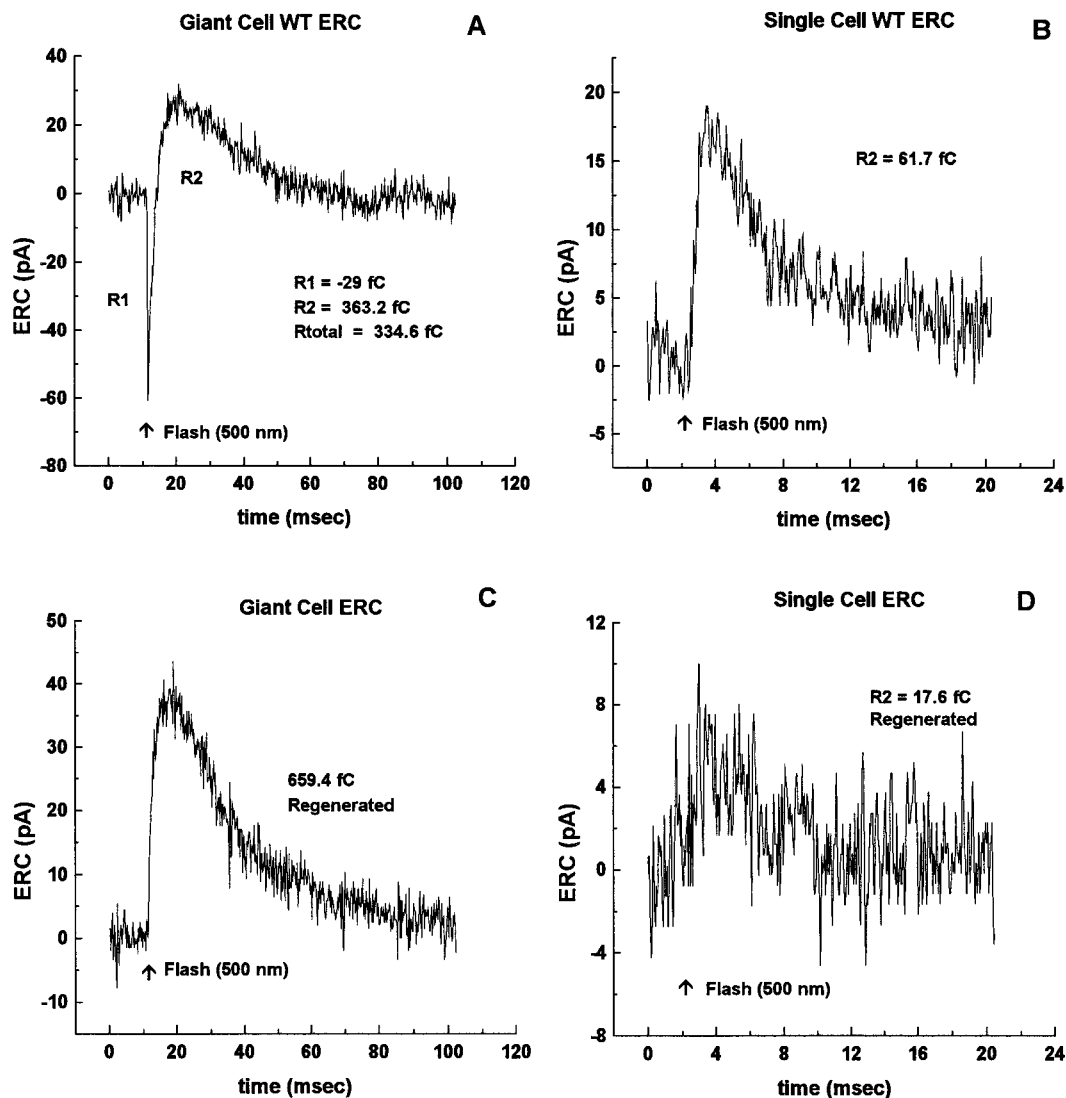 Giant Cell WT ERC
A
40
20
0
-20
-40
-60
-80
ERC (pA)
R1
R2
R1 = -29 fC
R2 = 363.2 fC
Rtotal = 334.6 fC
↑ Flash (500 nm)
0 20 40 60 80 100 120
time (msec)
Single Cell WT ERC
B
20
15
10
5
0
-5
ERC (pA)
R2 = 61.7 fC
↑ Flash (500 nm)
0 4 8 12 16 20 24
time (msec)
Giant Cell ERC
C
50
40
30
20
10
0
-10
ERC (pA)
659.4 fC
Regenerated
↑ Flash (500 nm)
0 20 40 60 80 100 120
time (msec)
Single Cell ERC
D
12
8
4
0
-4
-8
ERC (pA)
R2 = 17.6 fC
Regenerated
↑ Flash (500 nm)
0 4 8 12 16 20 24
time (msec)